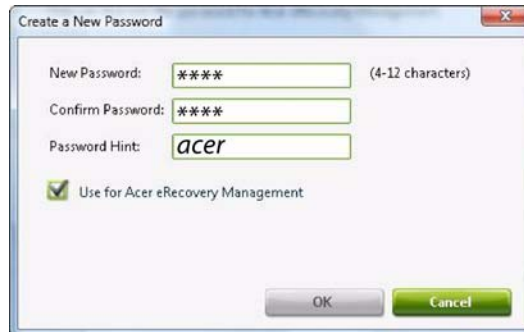 Create a New Password
New Password: **** (4-12 characters)
Confirm Password: ****
Password Hint: acer
Use for Acer eRecovery Management
OK Cancel